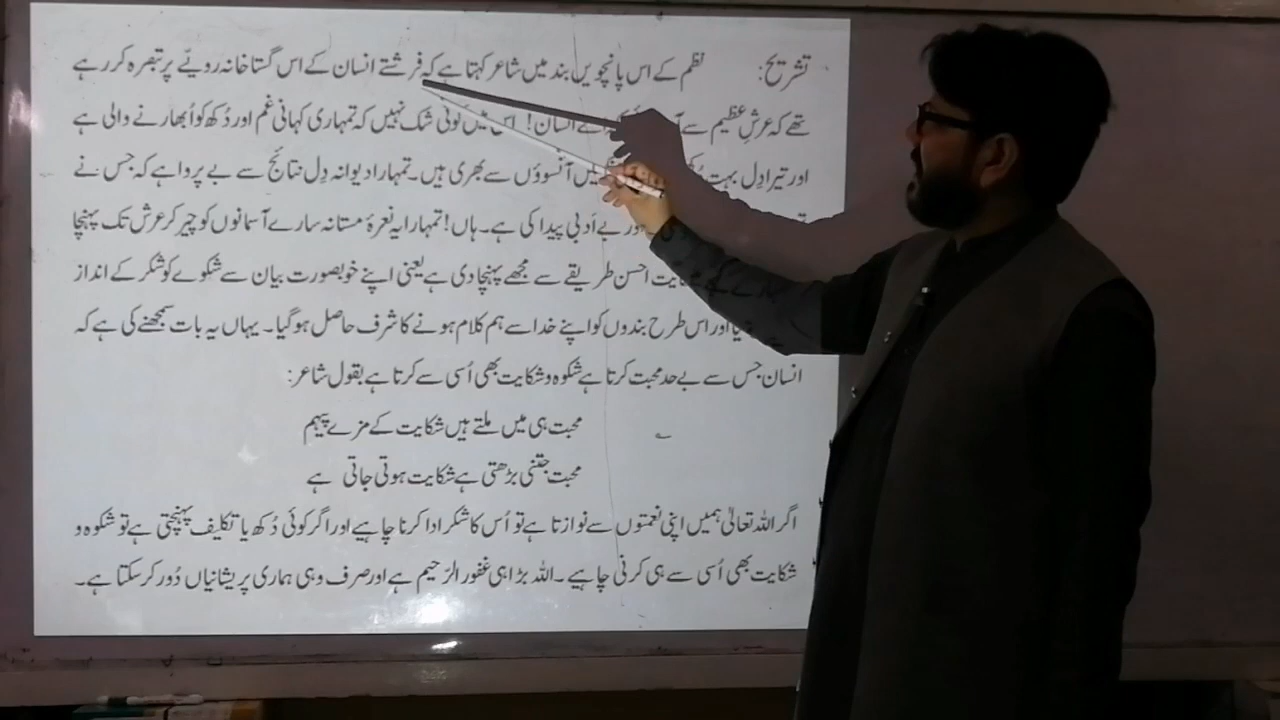 تشریح: نظم کے اس پانچویں بند میں شاعر کہتا ہے کہ فرشتے انسان کے اس گستاخانہ رویّے پر تبصرہ کر رہے
تھے کہ عرشِ عظیم سے اے انسان! اس میں کوئی شک نہیں کہ تمہاری کہانی غم اور دُکھ کو اُبھارنے والی ہے
اور تیرا دِل بہت آنسوؤں سے بھری ہیں۔ تمہارا دیوانہ دِل نتائج سے بے پروا ہے کہ جس نے
اور بے اَدبی پیدا کی ہے۔ ہاں! تمہارا یہ نعرۂ مستانہ سارے آسمانوں کو چیر کر عرش تک پہنچا
احسن طریقے سے مجھے پہنچا دی ہے یعنی اپنے خوبصورت بیان سے شکوے کو شکر کے انداز
اور اس طرح بندوں کو اپنے خدا سے ہم کلام ہونے کا شرف حاصل ہو گیا۔ یہاں یہ بات سمجھنے کی ہے کہ
انسان جس سے بے حد محبت کرتا ہے شکوہ و شکایت بھی اُسی سے کرتا ہے بقول شاعر:
محبت ہی میں ملتے ہیں شکایت کے مزے پیہم
محبت جتنی بڑھتی ہے شکایت ہوتی جاتی ہے
اگر اللہ تعالیٰ ہمیں اپنی نعمتوں سے نوازتا ہے تو اُس کا شکر ادا کرنا چاہیے اور اگر کوئی دُکھ یا تکلیف پہنچتی ہے تو شکوہ و
شکایت بھی اُسی سے ہی کرنی چاہیے۔ اللہ بڑا ہی غفور الرّحیم ہے اور صرف وہی ہماری پریشانیاں دُور کر سکتا ہے۔